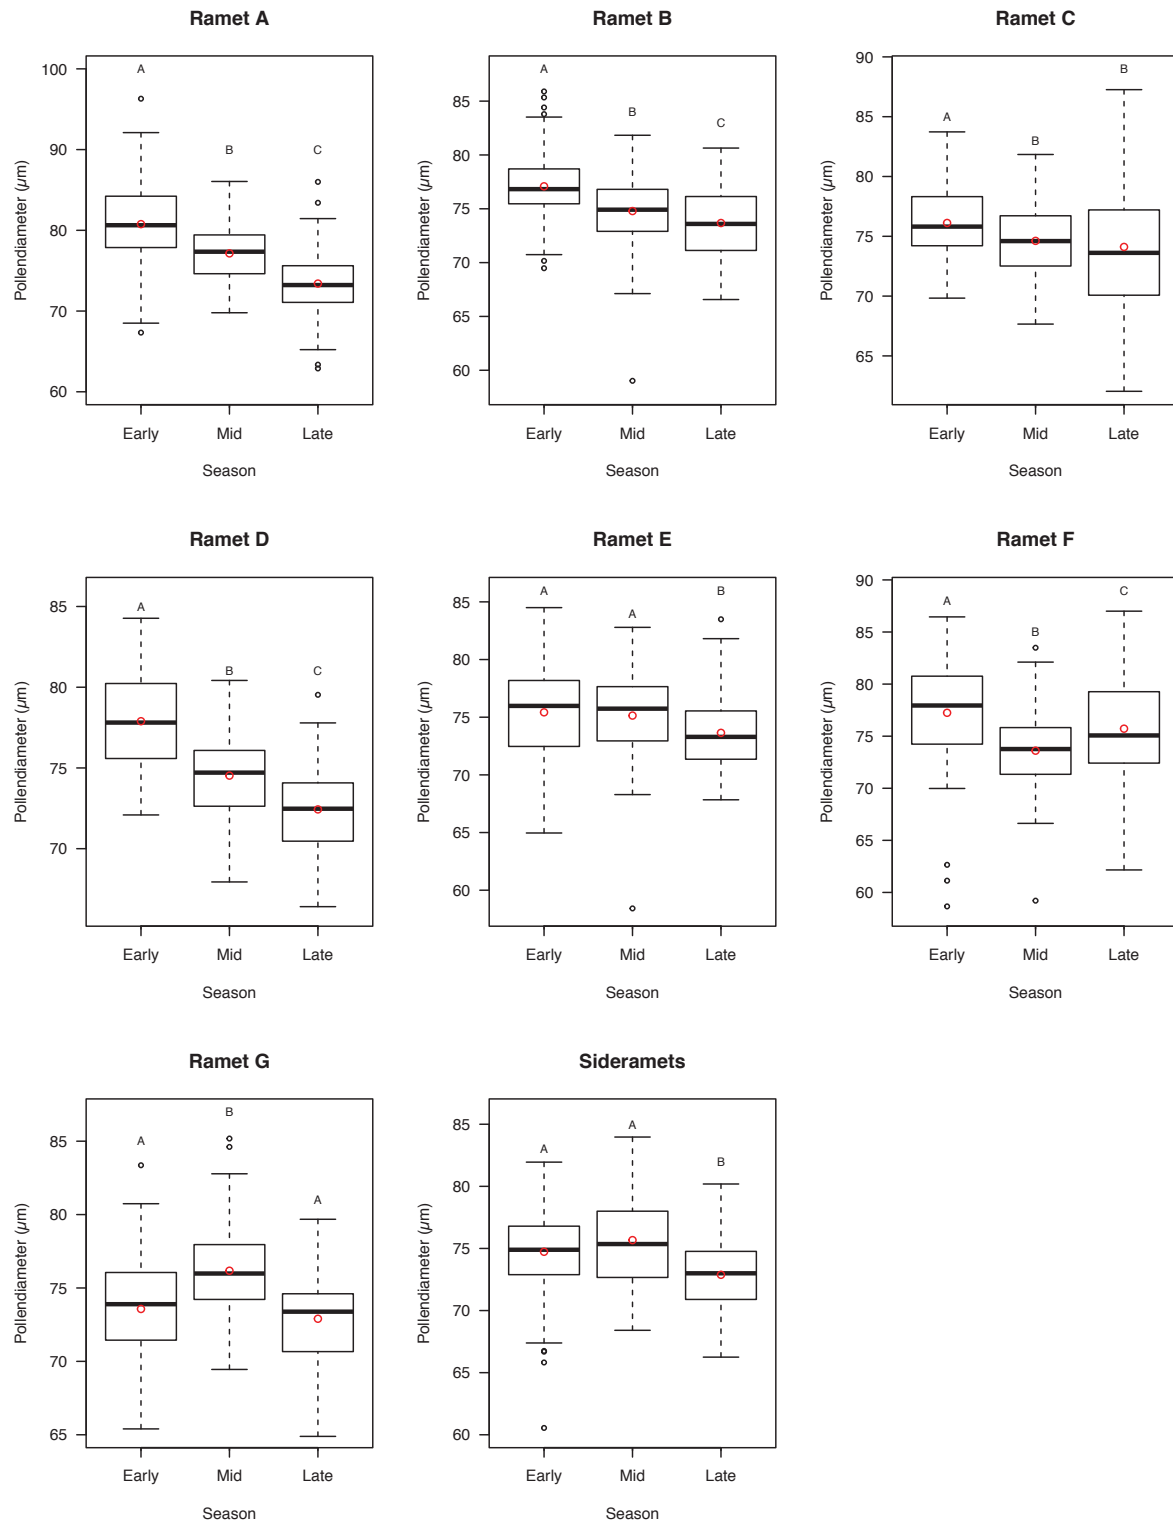 Ramet A
Pollendiameter (µm)
100
90
80
70
60
A
B
C
Early
Mid
Late
Season
Ramet B
Pollendiameter (µm)
85
80
75
70
65
60
A
B
C
Early
Mid
Late
Season
Ramet C
Pollendiameter (µm)
90
85
80
75
70
65
A
B
B
Early
Mid
Late
Season
Ramet D
Pollendiameter (µm)
85
80
75
70
A
B
C
Early
Mid
Late
Season
Ramet E
Pollendiameter (µm)
85
80
75
70
65
60
A
A
B
Early
Mid
Late
Season
Ramet F
Pollendiameter (µm)
90
85
80
75
70
65
60
A
B
C
Early
Mid
Late
Season
Ramet G
Pollendiameter (µm)
85
80
75
70
65
A
B
A
Early
Mid
Late
Season
Sideramets
Pollendiameter (µm)
85
80
75
70
65
60
A
A
B
Early
Mid
Late
Season